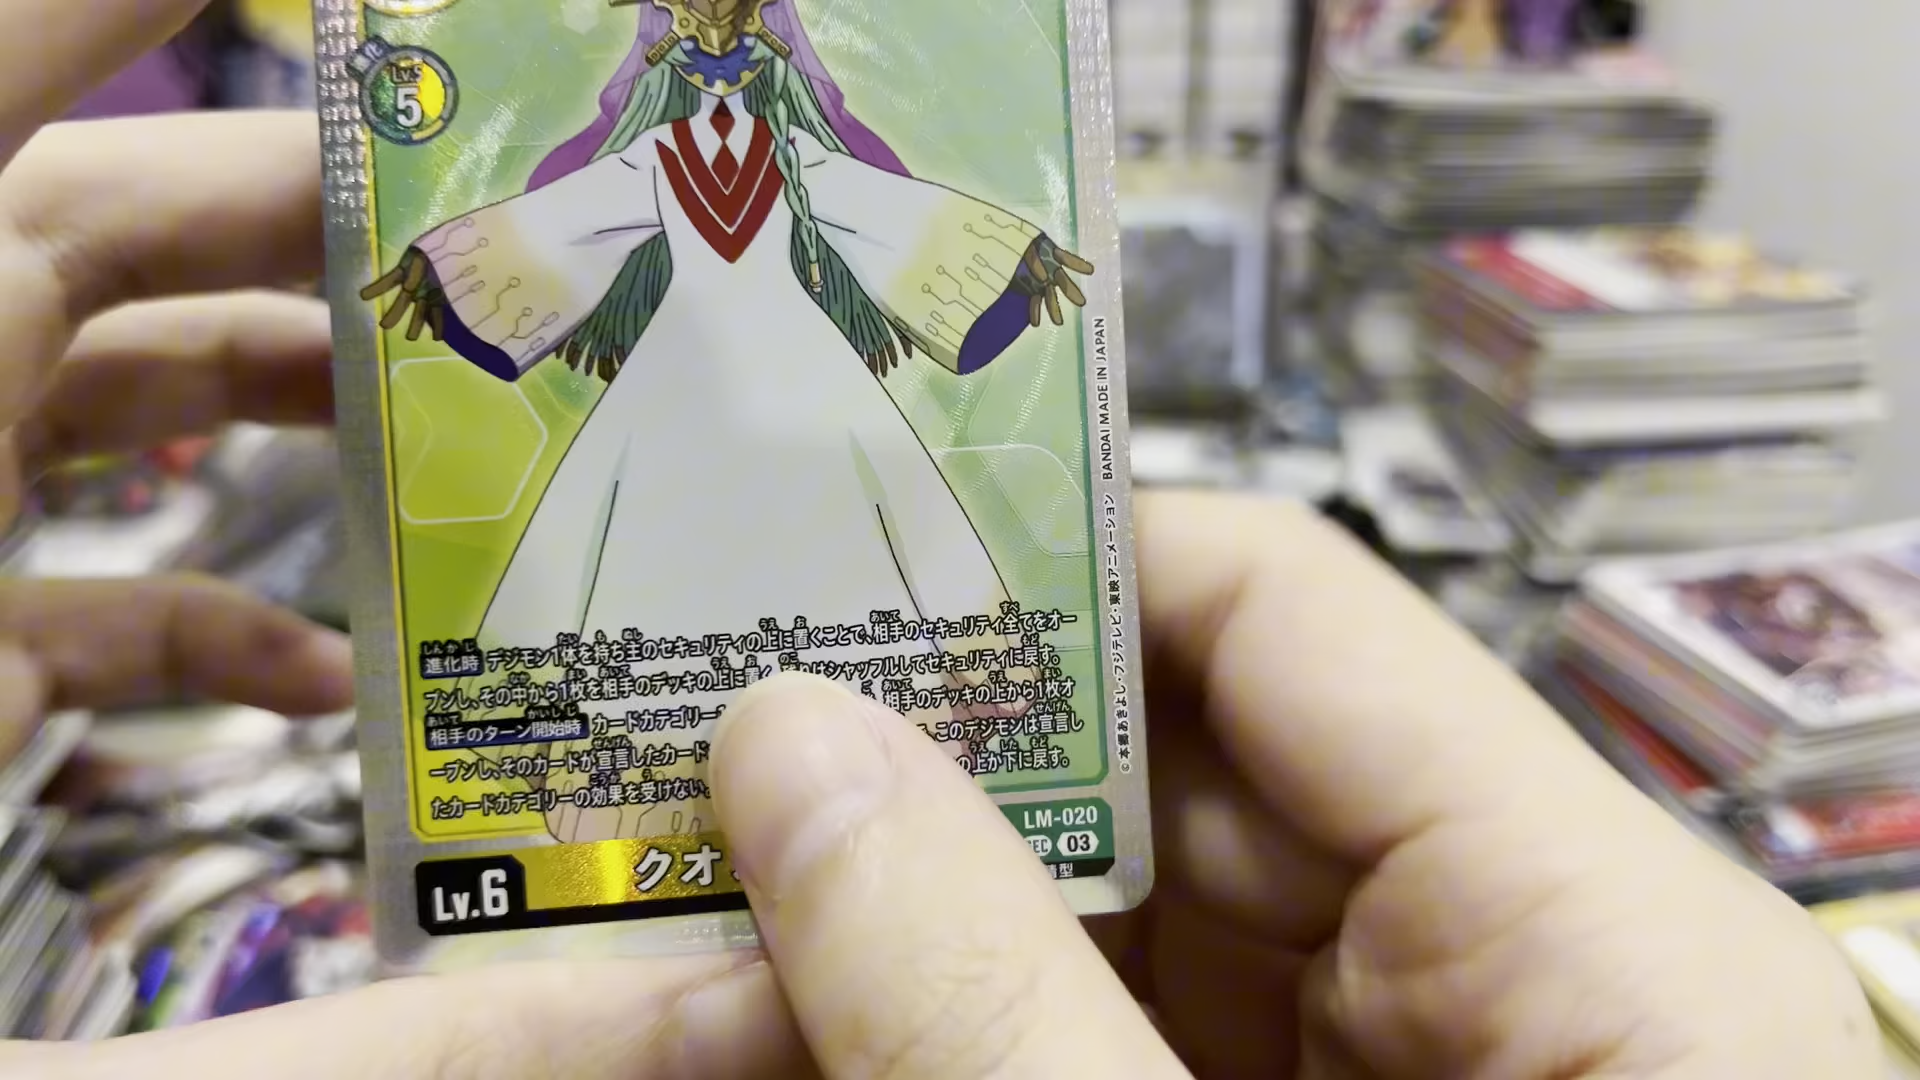 進化
Lv.5
5
進化時 デジモン1体を持ち主のセキュリティの上に置くことで、相手のセキュリティ全てをオー
プンし、その中から1枚を相手のデッキの上に置く りはシャッフルしてセキュリティに戻す。
相手のターン開始時 カードカテゴリー1 相手のデッキの上から1枚オ
ープンし、そのカードが宣言したカード 、このデジモンは宣言し
たカードカテゴリーの効果を受けない。 の上か下に戻す。
LM-020
SEC 03
Lv.6
クオ
©本郷あきよし・フジテレビ・東映アニメーション BANDAI MADE IN JAPAN